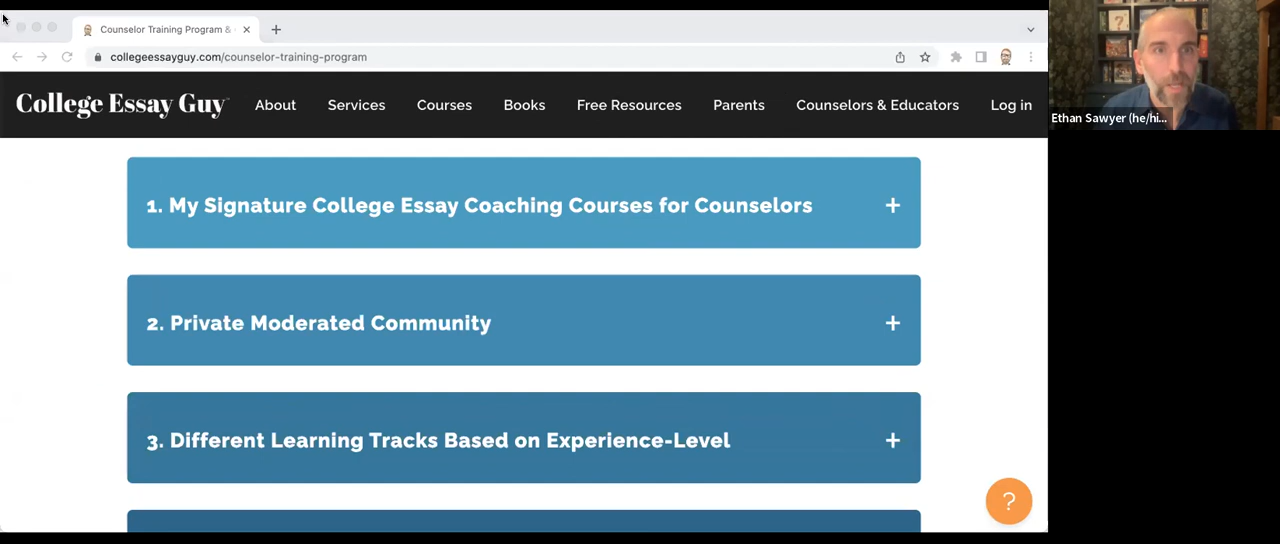 Counselor Training Program &
collegeessayguy.com/counselor-training-program
College Essay Guy™
About
Services
Courses
Books
Free Resources
Parents
Counselors & Educators
Log in
Ethan Sawyer (he/hi...
1. My Signature College Essay Coaching Courses for Counselors
+
2. Private Moderated Community
+
3. Different Learning Tracks Based on Experience-Level
+
?